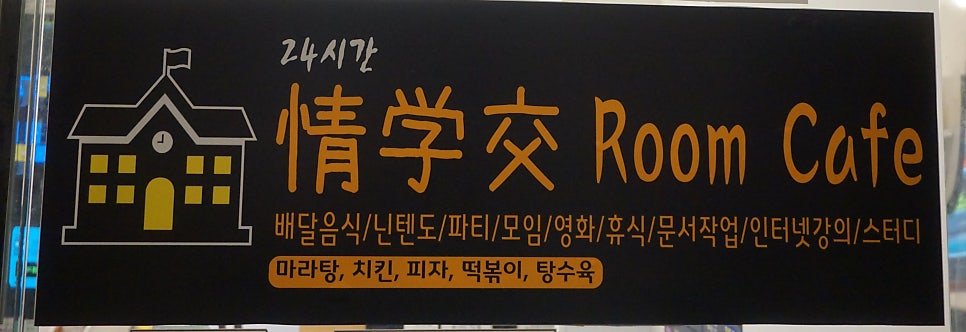 24시간
情学交 Room Cafe
배달음식/닌텐도/파티/모임/영화/휴식/문서작업/인터넷강의/스터디
마라탕, 치킨, 피자, 떡볶이, 탕수육